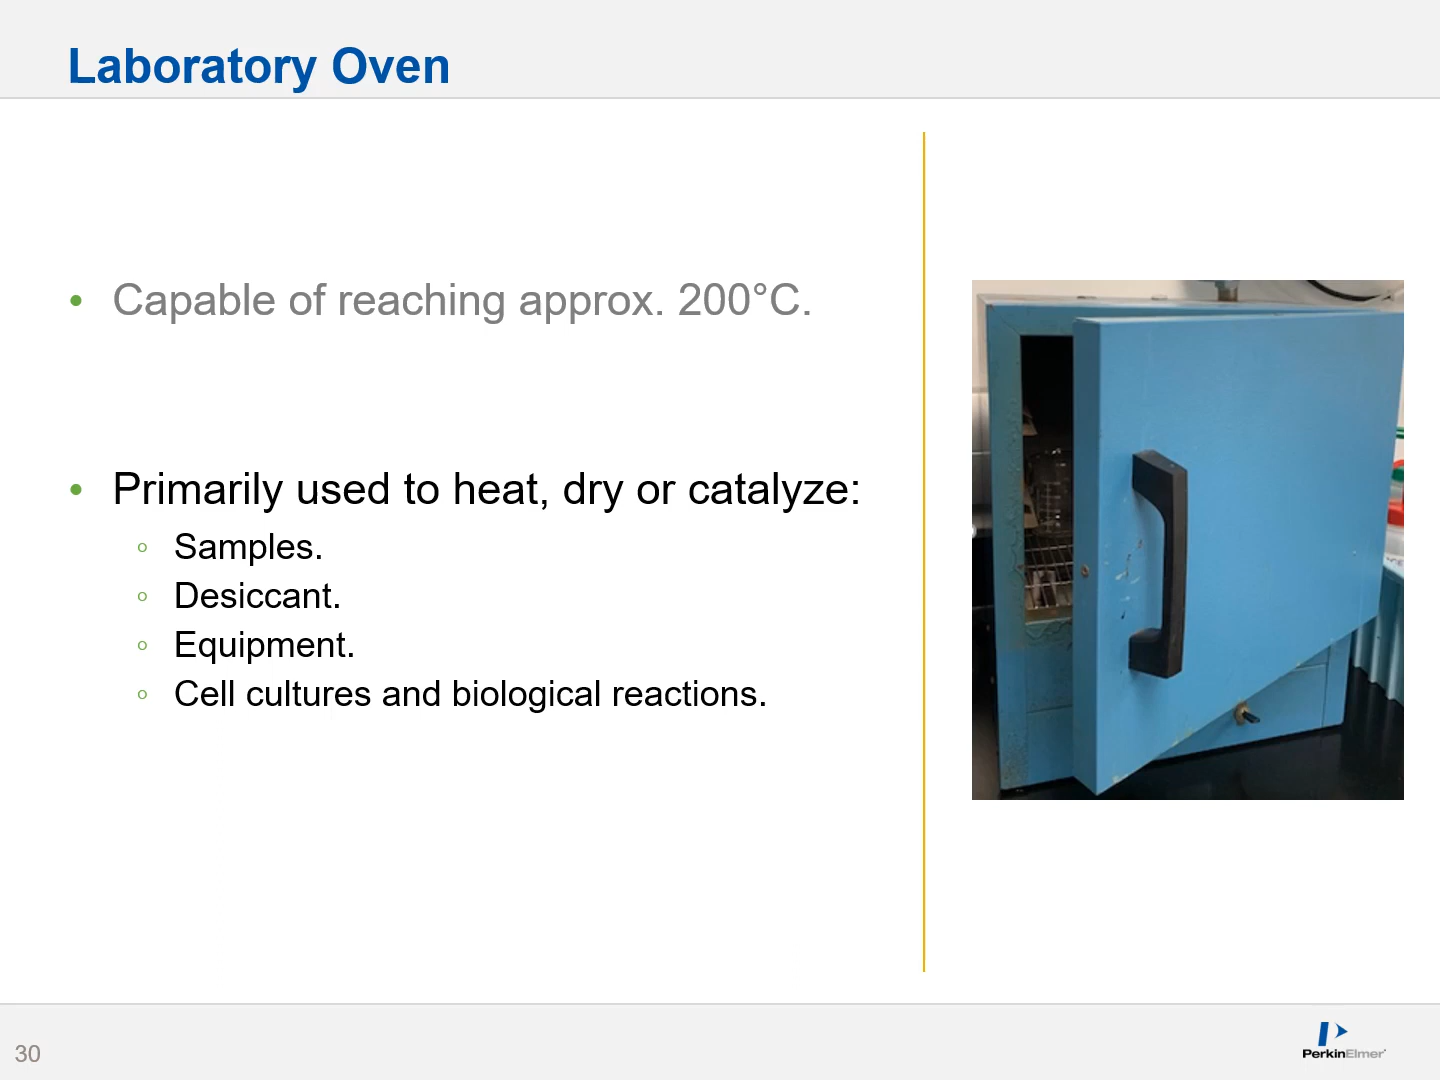 Laboratory Oven
• Capable of reaching approx. 200°C.
• Primarily used to heat, dry or catalyze:
o Samples.
o Desiccant.
o Equipment.
o Cell cultures and biological reactions.
30
PerkinElmer